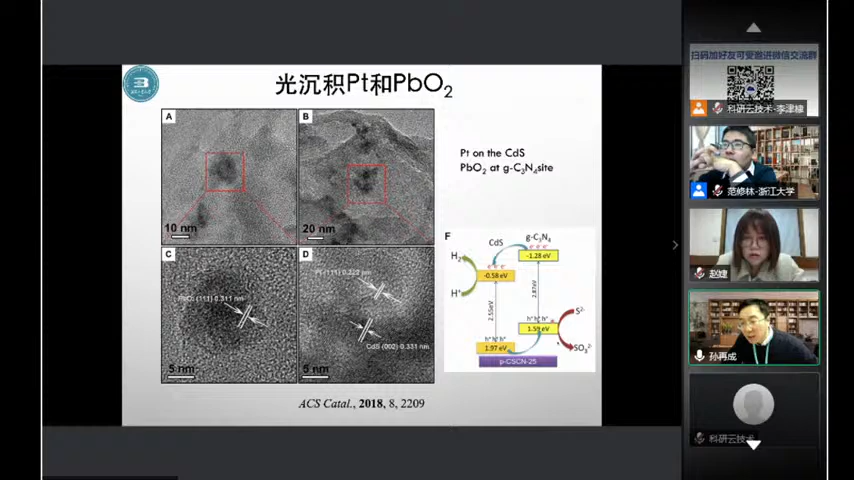 光沉积Pt和PbO₂
A
B
10 nm
20 nm
C
D
PbO₂ (111) 0.311 nm
Pt (111) 0.222 nm
CdS (002) 0.331 nm
5 nm
5 nm
Pt on the CdS
PbO₂ at g-C₃N₄site
F
g-C₃N₄
CdS
e⁻ e⁻ e⁻
-1.28 eV
H₂
e⁻ e⁻ e⁻
-0.58 eV
H⁺
2.55eV
2.87eV
h⁺ h⁺ h⁺
1.59eV
S²⁻
h⁺ h⁺ h⁺
1.97 eV
SO₃²⁻
p-CSCN-25
ACS Catal., 2018, 8, 2209
扫码加好友可受邀进微信交流群
科研云技术-李津棣
范修林-浙江大学
赵婕
孙再成
科研云技术